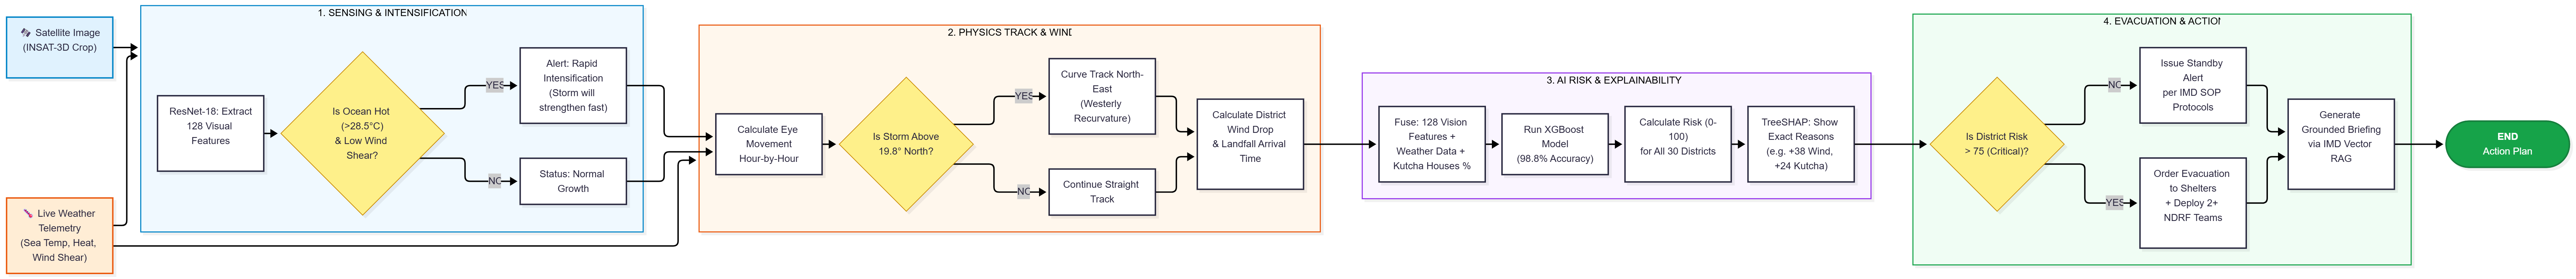 Satellite Image
(INSAT-3D Crop)
Live Weather
Telemetry
(Sea Temp, Heat,
Wind Shear)
1. SENSING & INTENSIFICATION
ResNet-18: Extract
128 Visual
Features
Is Ocean Hot
(>28.5°C)
& Low Wind
Shear?
YES
NO
Alert: Rapid
Intensification
(Storm will
strengthen fast)
Status: Normal
Growth
2. PHYSICS TRACK & WIND
Calculate Eye
Movement
Hour-by-Hour
Is Storm Above
19.8° North?
YES
NO
Curve Track North-
East
(Westerly
Recurvature)
Continue Straight
Track
Calculate District
Wind Drop
& Landfall Arrival
Time
3. AI RISK & EXPLAINABILITY
Fuse: 128 Vision
Features +
Weather Data +
Kutcha Houses %
Run XGBoost
Model
(98.8% Accuracy)
Calculate Risk (0-
100)
for All 30 Districts
TreeSHAP: Show
Exact Reasons
(e.g. +38 Wind,
+24 Kutcha)
4. EVACUATION & ACTION
Is District Risk
> 75 (Critical)?
NO
YES
Issue Standby
Alert
per IMD SOP
Protocols
Order Evacuation
to Shelters
+ Deploy 2+
NDRF Teams
Generate
Grounded Briefing
via IMD Vector
RAG
END
Action Plan